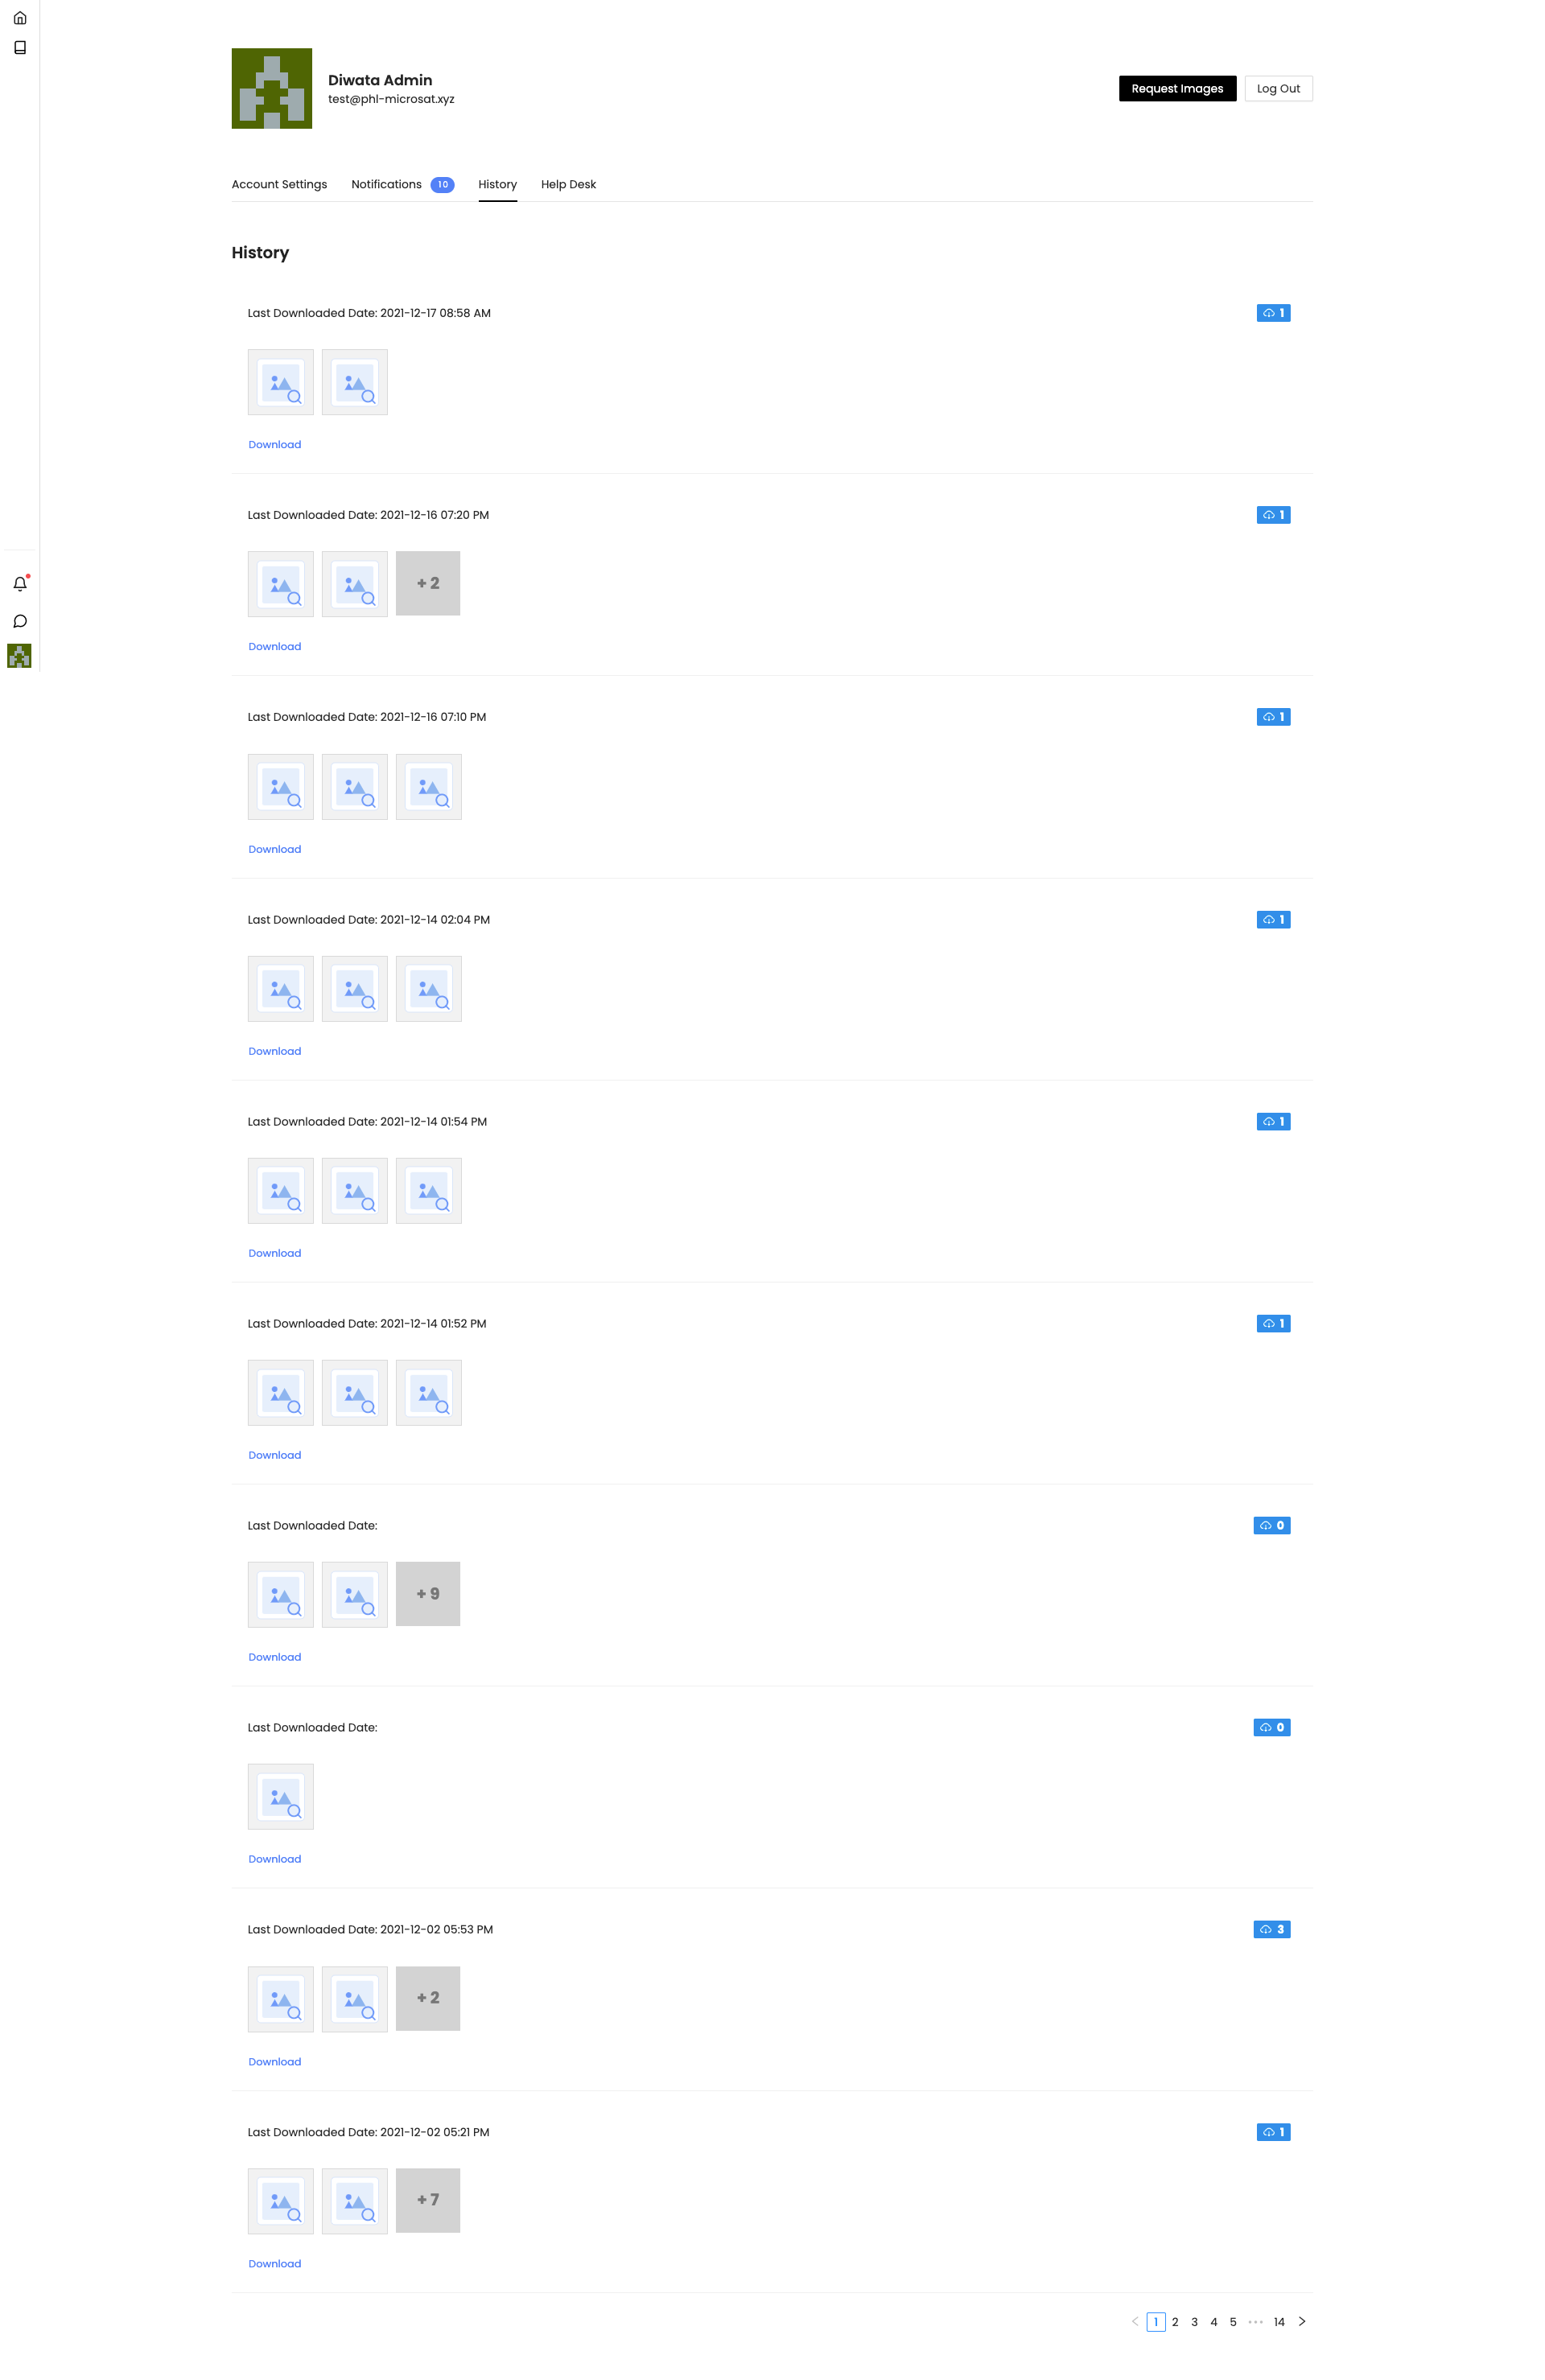 Diwata Admin
test@phl-microsat.xyz
Request Images
Log Out
Account Settings
Notifications 10
History
Help Desk
History
Last Downloaded Date: 2021-12-17 08:58 AM
1
Download
Last Downloaded Date: 2021-12-16 07:20 PM
1
+ 2
Download
Last Downloaded Date: 2021-12-16 07:10 PM
1
Download
Last Downloaded Date: 2021-12-14 02:04 PM
1
Download
Last Downloaded Date: 2021-12-14 01:54 PM
1
Download
Last Downloaded Date: 2021-12-14 01:52 PM
1
Download
Last Downloaded Date:
0
+ 9
Download
Last Downloaded Date:
0
Download
Last Downloaded Date: 2021-12-02 05:53 PM
3
+ 2
Download
Last Downloaded Date: 2021-12-02 05:21 PM
1
+ 7
Download
1 2 3 4 5 ••• 14